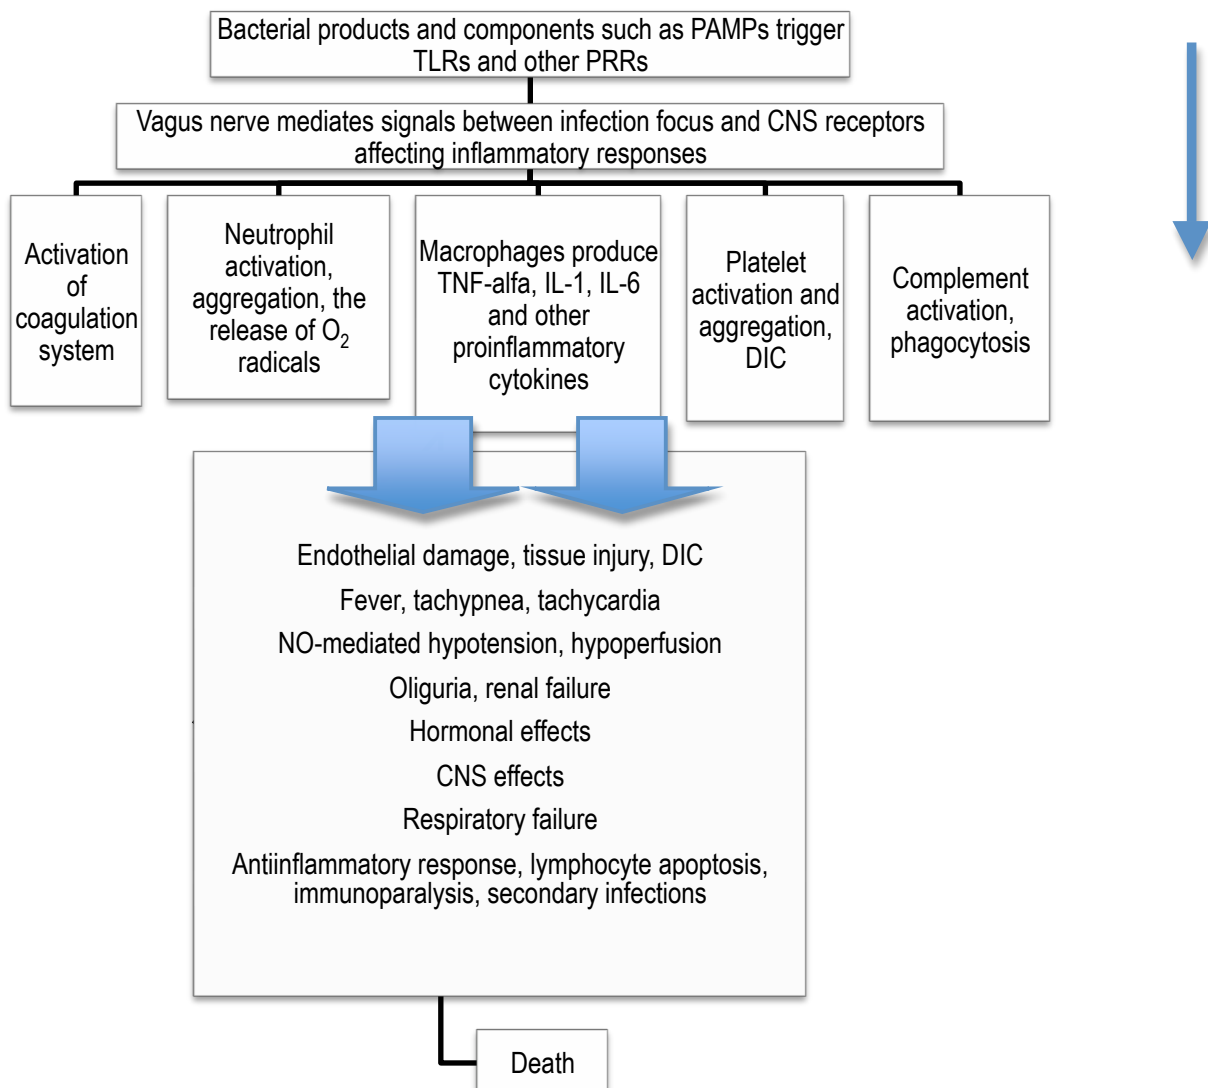 Bacterial products and components such as PAMPs trigger
TLRs and other PRRs
Vagus nerve mediates signals between infection focus and CNS receptors
affecting inflammatory responses
Activation
of
coagulation
system
Neutrophil
activation,
aggregation, the
release of O₂
radicals
Macrophages produce
TNF-alfa, IL-1, IL-6
and other
proinflammatory
cytokines
Platelet
activation and
aggregation,
DIC
Complement
activation,
phagocytosis
Endothelial damage, tissue injury, DIC
Fever, tachypnea, tachycardia
NO-mediated hypotension, hypoperfusion
Oliguria, renal failure
Hormonal effects
CNS effects
Respiratory failure
Antiinflammatory response, lymphocyte apoptosis,
immunoparalysis, secondary infections
Death